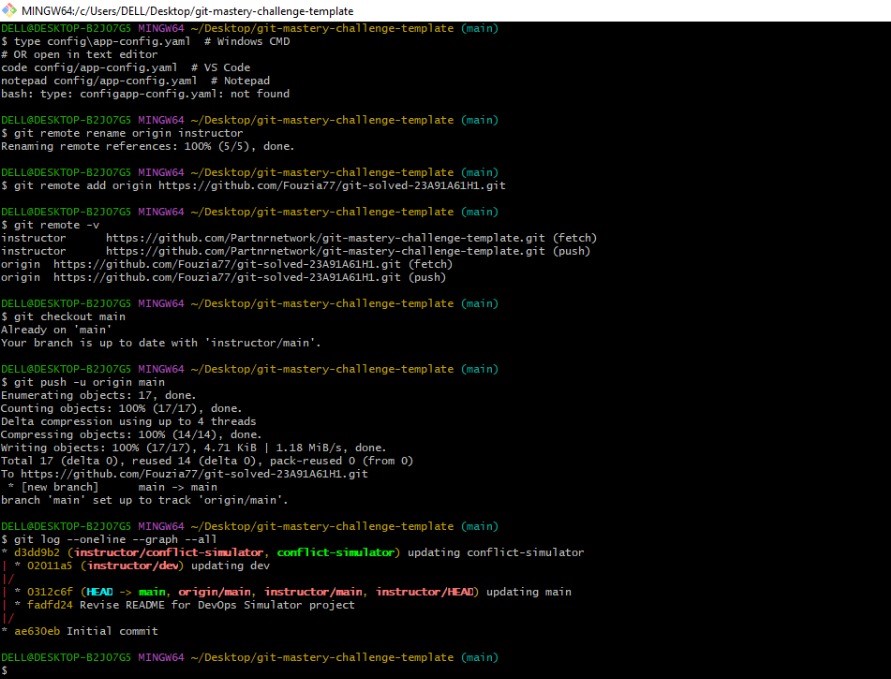 MINGW64:/c/Users/DELL/Desktop/git-mastery-challenge-template
DELL@DESKTOP-B2JO7G5 MINGW64 ~/Desktop/git-mastery-challenge-template (main)
$ type config\app-config.yaml  # Windows CMD
# OR open in text editor
code config/app-config.yaml  # VS Code
notepad config/app-config.yaml  # Notepad
bash: type: configapp-config.yaml: not found
DELL@DESKTOP-B2JO7G5 MINGW64 ~/Desktop/git-mastery-challenge-template (main)
$ git remote rename origin instructor
Renaming remote references: 100% (5/5), done.
DELL@DESKTOP-B2JO7G5 MINGW64 ~/Desktop/git-mastery-challenge-template (main)
$ git remote add origin https://github.com/Fouzia77/git-solved-23A91A61H1.git
DELL@DESKTOP-B2JO7G5 MINGW64 ~/Desktop/git-mastery-challenge-template (main)
$ git remote -v
instructor      https://github.com/Partnrnetwork/git-mastery-challenge-template.git (fetch)
instructor      https://github.com/Partnrnetwork/git-mastery-challenge-template.git (push)
origin  https://github.com/Fouzia77/git-solved-23A91A61H1.git (fetch)
origin  https://github.com/Fouzia77/git-solved-23A91A61H1.git (push)
DELL@DESKTOP-B2JO7G5 MINGW64 ~/Desktop/git-mastery-challenge-template (main)
$ git checkout main
Already on 'main'
Your branch is up to date with 'instructor/main'.
DELL@DESKTOP-B2JO7G5 MINGW64 ~/Desktop/git-mastery-challenge-template (main)
$ git push -u origin main
Enumerating objects: 17, done.
Counting objects: 100% (17/17), done.
Delta compression using up to 4 threads
Compressing objects: 100% (14/14), done.
Writing objects: 100% (17/17), 4.71 KiB | 1.18 MiB/s, done.
Total 17 (delta 0), reused 14 (delta 0), pack-reused 0 (from 0)
To https://github.com/Fouzia77/git-solved-23A91A61H1.git
 * [new branch]      main -> main
branch 'main' set up to track 'origin/main'.
DELL@DESKTOP-B2JO7G5 MINGW64 ~/Desktop/git-mastery-challenge-template (main)
$ git log --oneline --graph --all
* d3dd9b2 (instructor/conflict-simulator, conflict-simulator) updating conflict-simulator
| * 02011a5 (instructor/dev) updating dev
|/
| * 0312c6f (HEAD -> main, origin/main, instructor/main, instructor/HEAD) updating main
| * fadfd24 Revise README for DevOps Simulator project
|/
* ae630eb Initial commit
DELL@DESKTOP-B2JO7G5 MINGW64 ~/Desktop/git-mastery-challenge-template (main)
$